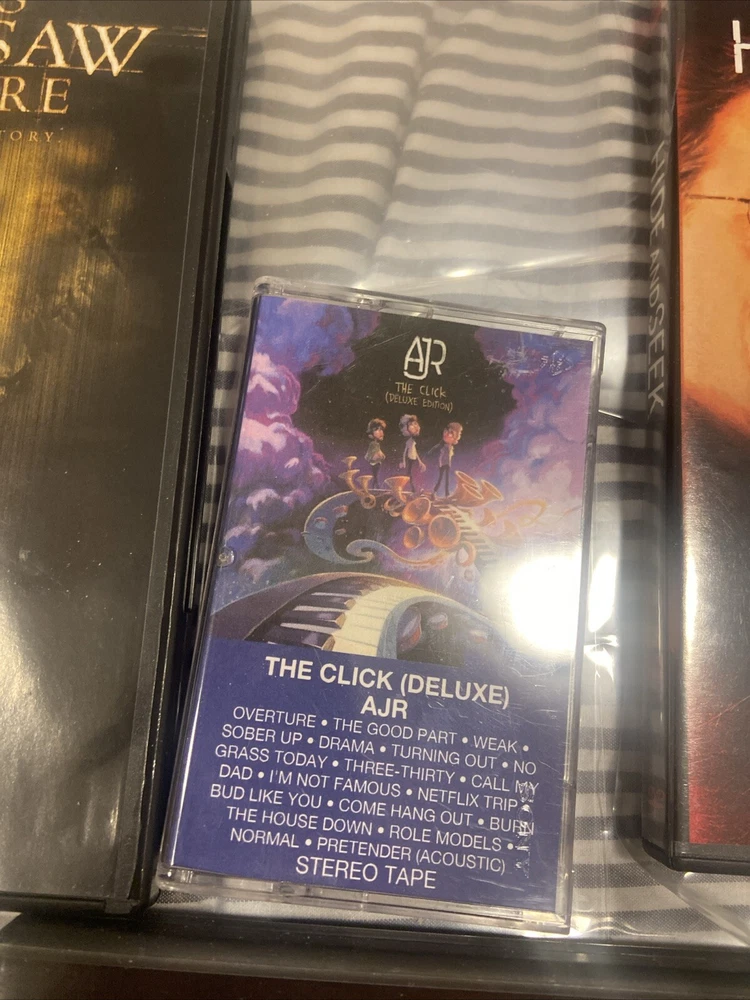 SAW
RE
TORY
H
HIDE AND SEEK
AJR
THE CLICK
(DELUXE EDITION)
THE CLICK (DELUXE)
AJR
OVERTURE • THE GOOD PART • WEAK •
SOBER UP • DRAMA • TURNING OUT • NO
GRASS TODAY • THREE-THIRTY • CALL MY
DAD • I'M NOT FAMOUS • NETFLIX TRIP •
BUD LIKE YOU • COME HANG OUT • BURN
THE HOUSE DOWN • ROLE MODELS •
NORMAL • PRETENDER (ACOUSTIC)
STEREO TAPE